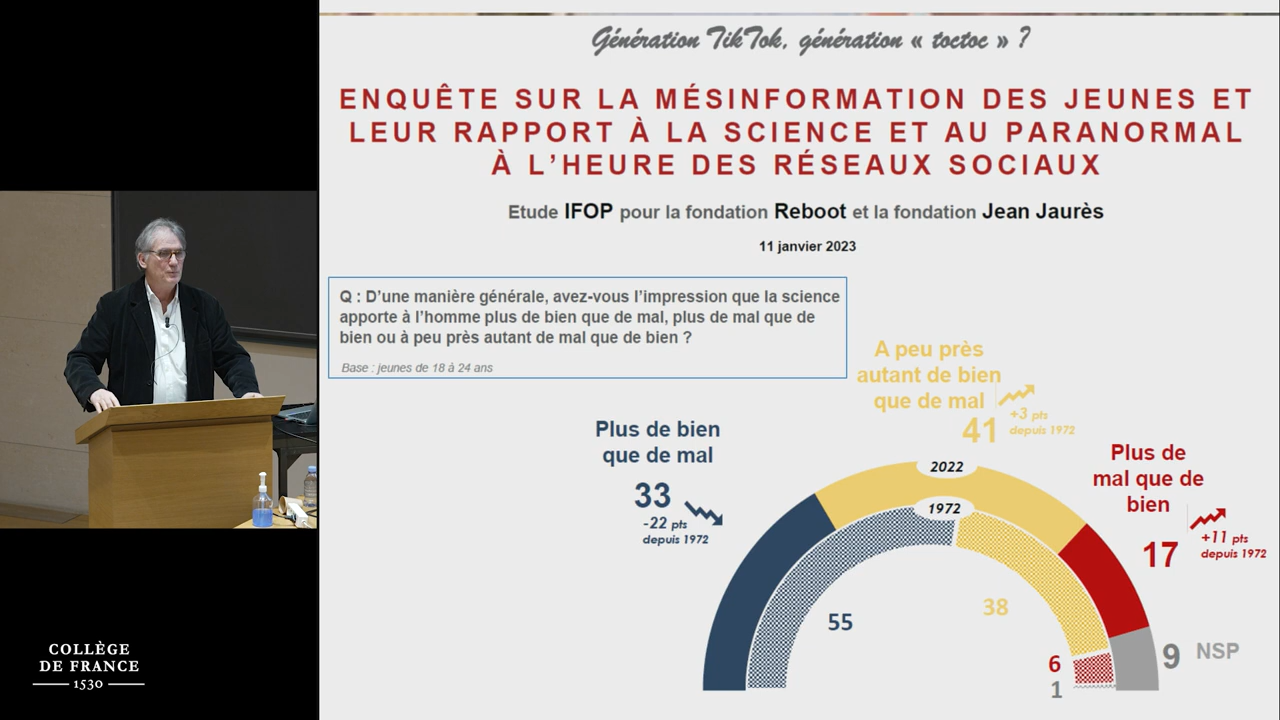 Génération TikTok, génération « toctoc » ?
ENQUÊTE SUR LA MÉSINFORMATION DES JEUNES ET
LEUR RAPPORT À LA SCIENCE ET AU PARANORMAL
À L’HEURE DES RÉSEAUX SOCIAUX
Etude IFOP pour la fondation Reboot et la fondation Jean Jaurès
11 janvier 2023
Q : D’une manière générale, avez-vous l’impression que la science
apporte à l’homme plus de bien que de mal, plus de mal que de
bien ou à peu près autant de mal que de bien ?
Base : jeunes de 18 à 24 ans
A peu près
autant de bien
que de mal
41
+3 pts
depuis 1972
Plus de bien
que de mal
33
-22 pts
depuis 1972
Plus de
mal que de
bien
17
+11 pts
depuis 1972
2022
1972
55
38
6
1
9 NSP
COLLÈGE
DE FRANCE
1530